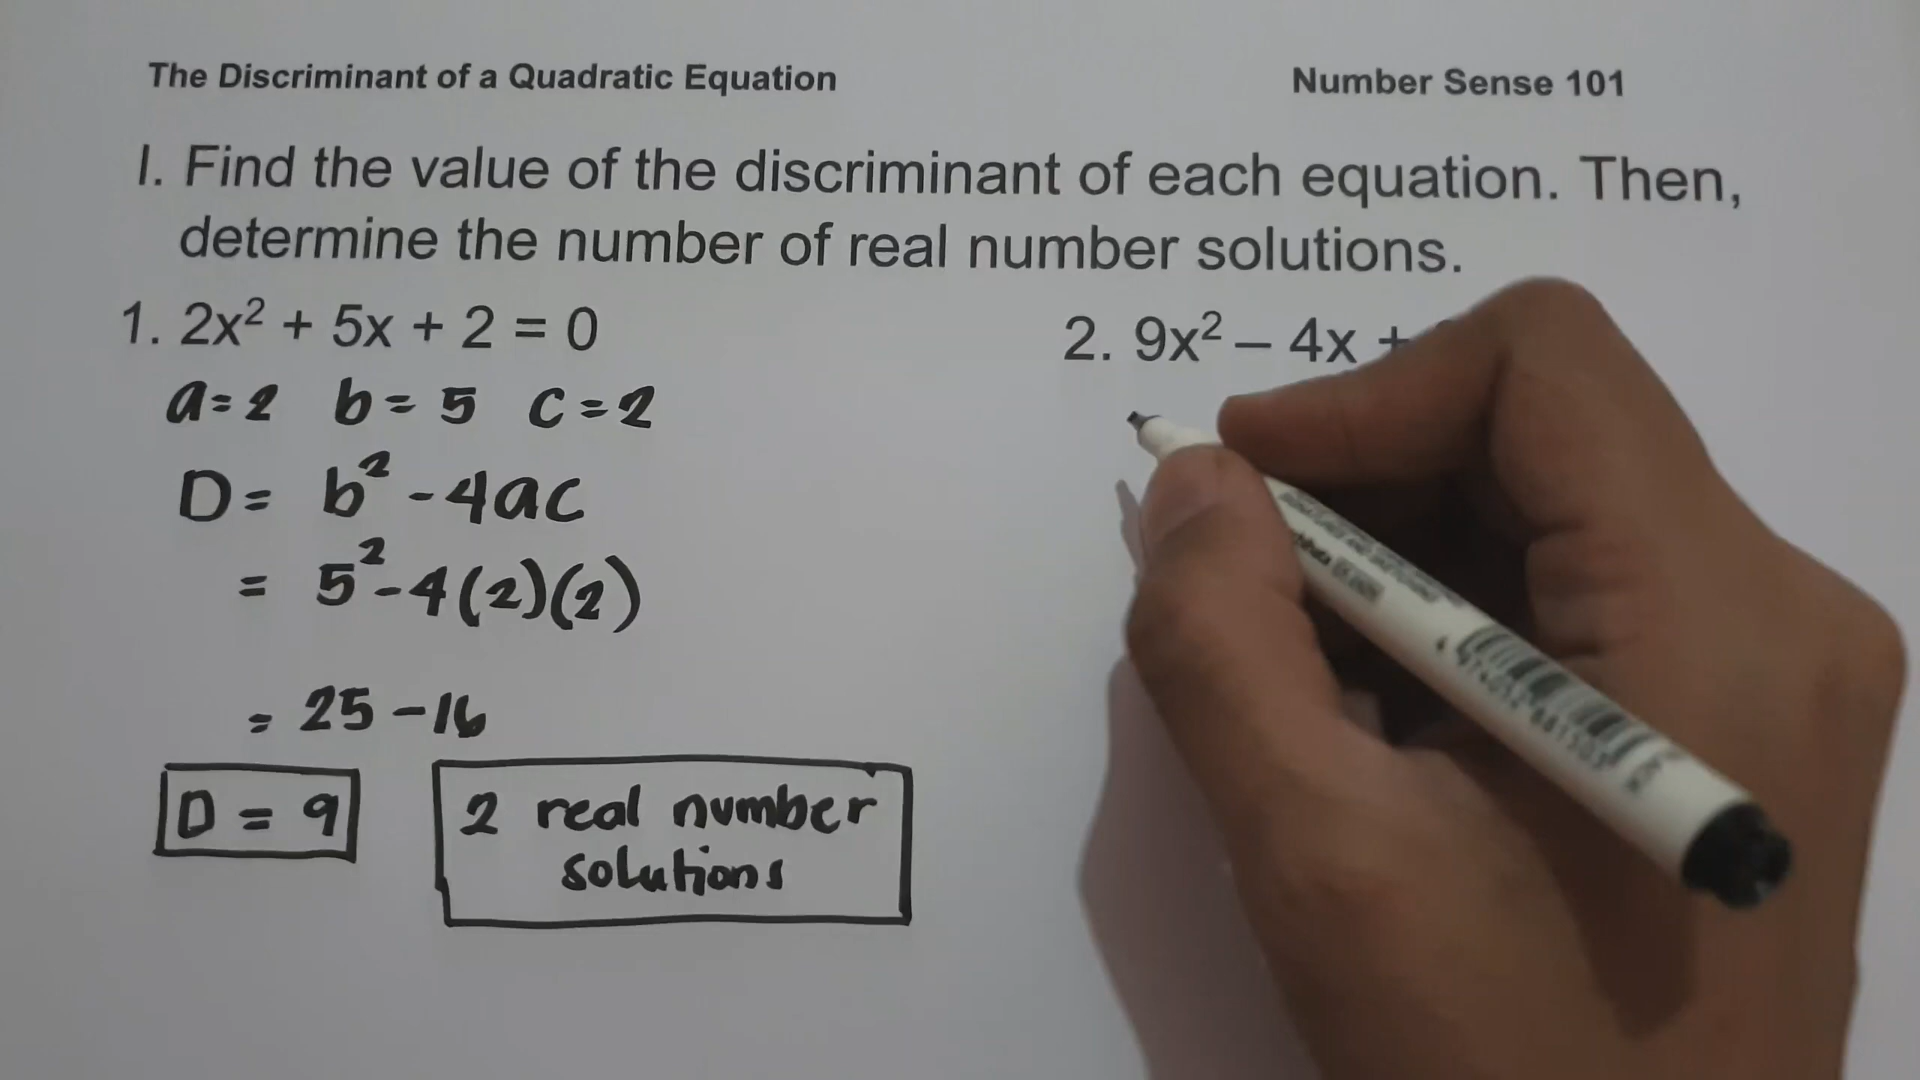 The Discriminant of a Quadratic Equation
Number Sense 101
I. Find the value of the discriminant of each equation. Then,
determine the number of real number solutions.
1. 2x² + 5x + 2 = 0
a = 2 b = 5 c = 2
D = b² - 4ac
= 5² - 4(2)(2)
= 25 - 16
D = 9
2 real number
solutions
2. 9x² – 4x +